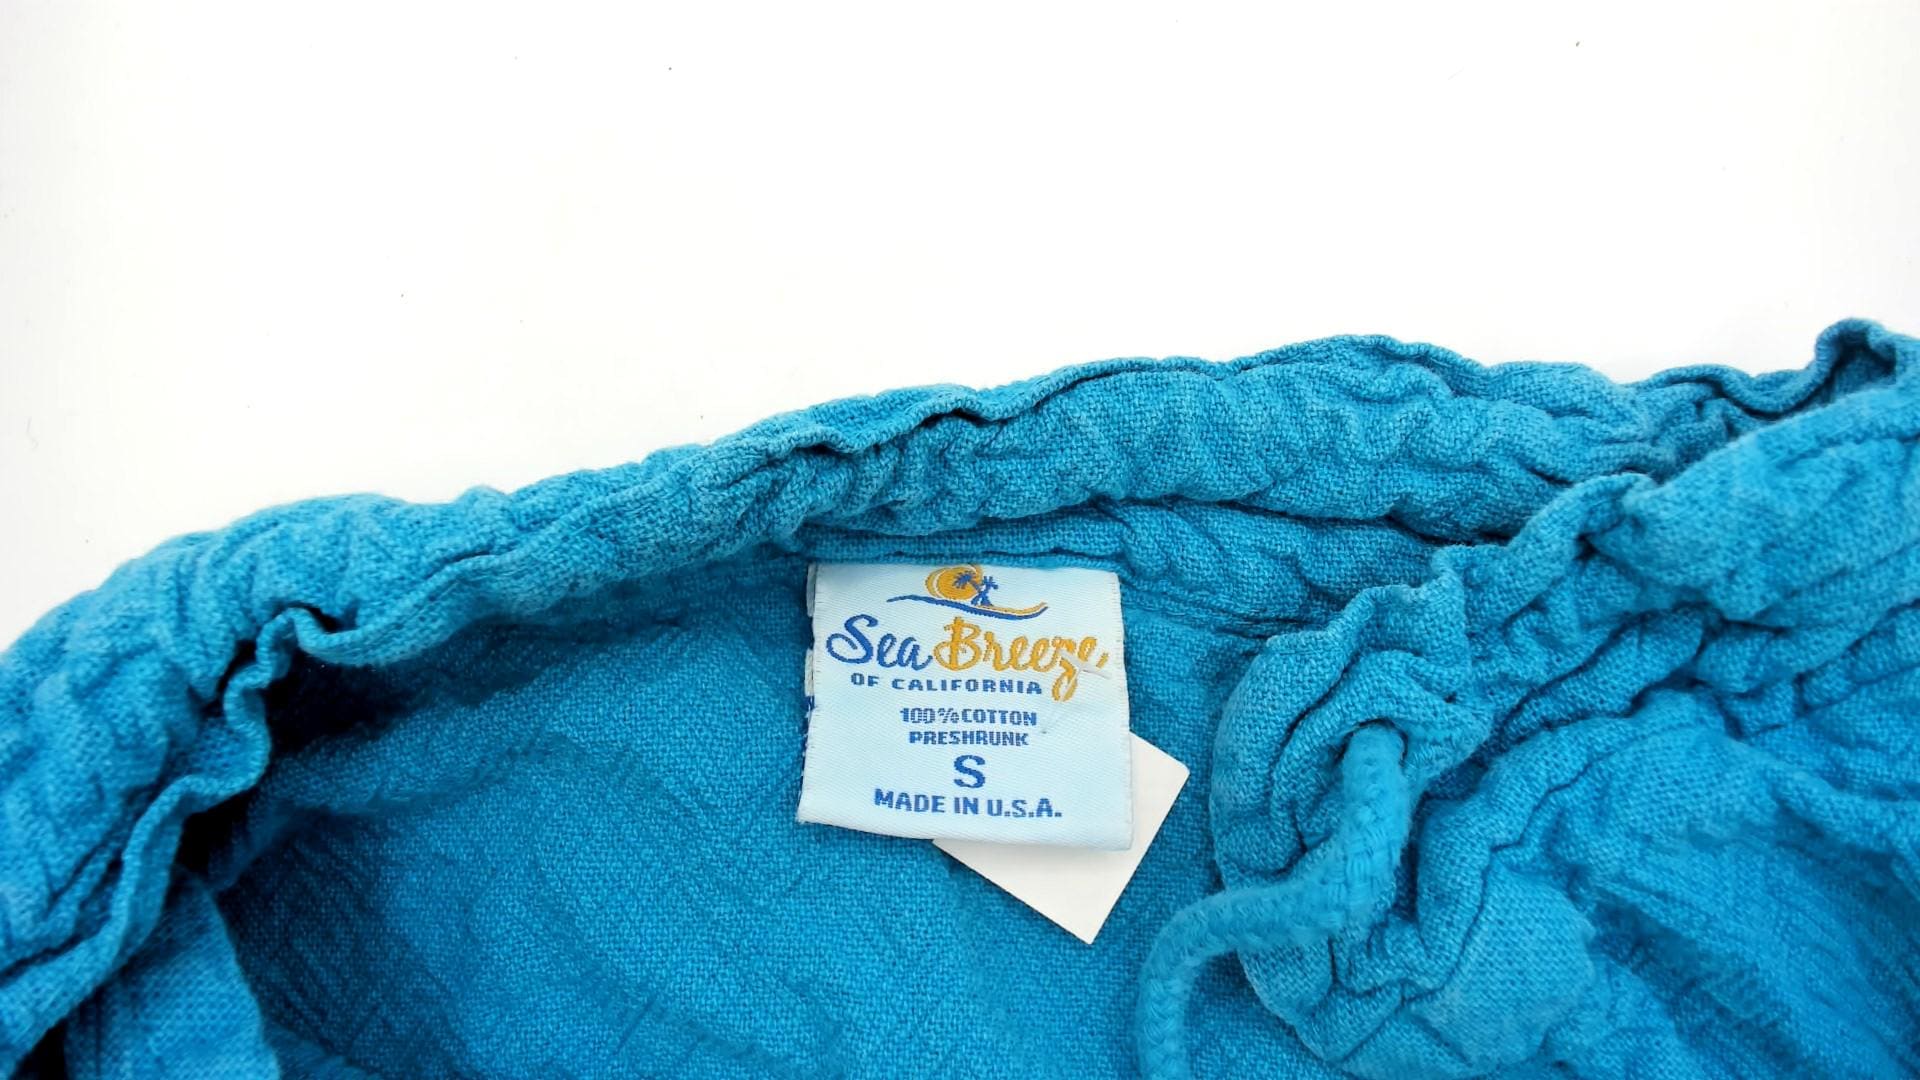 Sea Breeze
OF CALIFORNIA
100% COTTON
PRESHRUNK
S
MADE IN U.S.A.